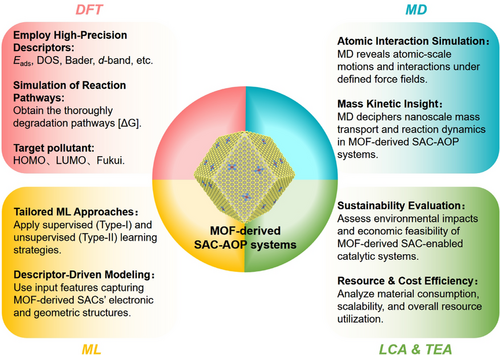 DFT
Employ High-Precision
Descriptors:
Eads, DOS, Bader, d-band, etc.
Simulation of Reaction
Pathways:
Obtain the thoroughly
degradation pathways [ΔG].
Target pollutant:
HOMO、LUMO、Fukui.
MD
Atomic Interaction Simulation:
MD reveals atomic-scale
motions and interactions under
defined force fields.
Mass Kinetic Insight:
MD deciphers nanoscale mass
transport and reaction dynamics
in MOF-derived SAC-AOP
systems.
MOF-derived
SAC-AOP systems
Tailored ML Approaches:
Apply supervised (Type-I) and
unsupervised (Type-II) learning
strategies.
Descriptor-Driven Modeling:
Use input features capturing
MOF-derived SACs' electronic
and geometric structures.
ML
Sustainability Evaluation:
Assess environmental impacts
and economic feasibility of
MOF-derived SAC-enabled
catalytic systems.
Resource & Cost Efficiency:
Analyze material consumption,
scalability, and overall resource
utilization.
LCA & TEA